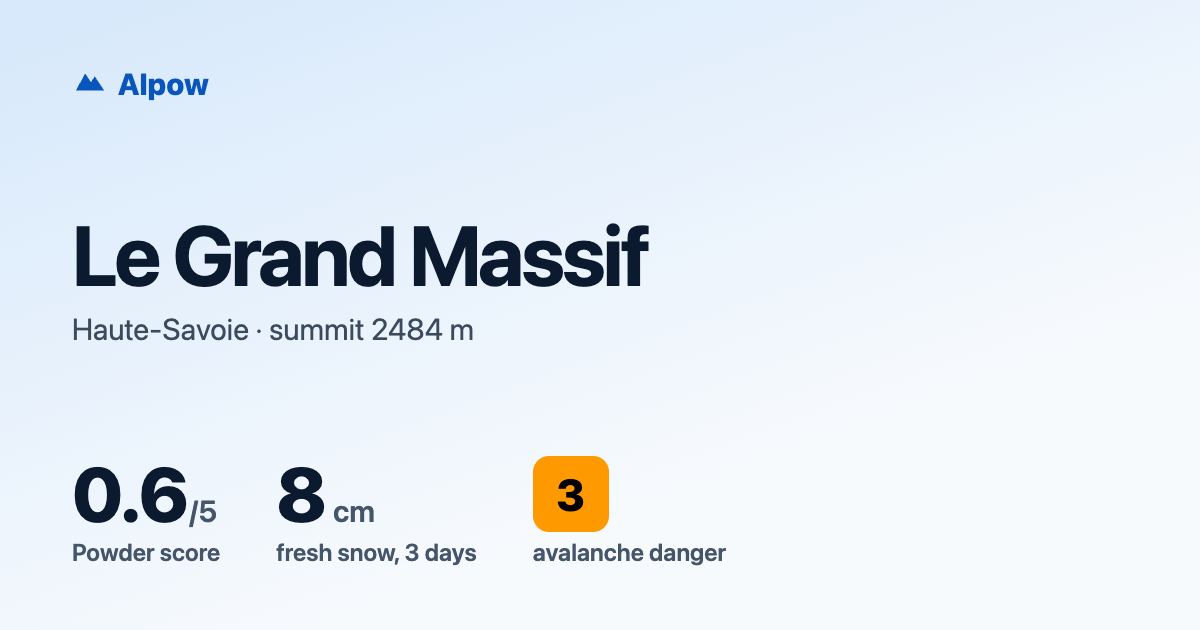 Alpow
Le Grand Massif
Haute-Savoie · summit 2484 m
0.6/5
Powder score
8 cm
fresh snow, 3 days
3
avalanche danger